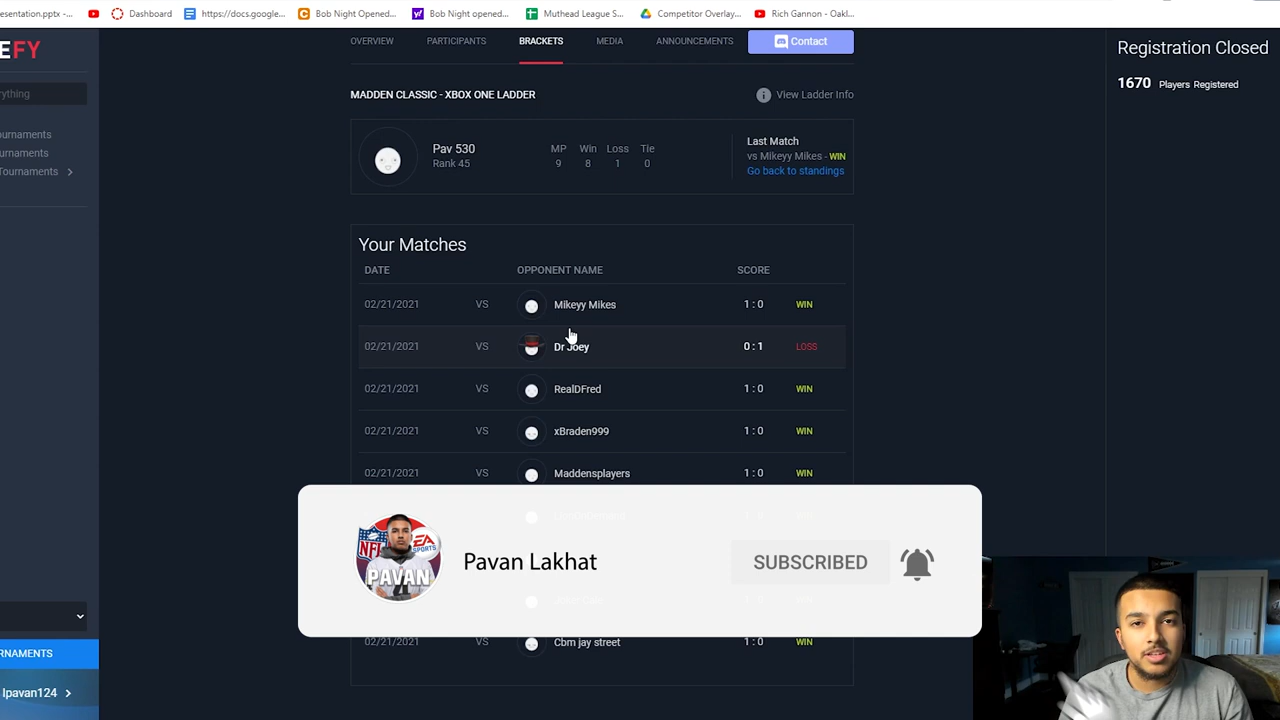 esentation.pptx - Dashboard https://docs.google... Bob Night Opened... Bob Night opened... Muthead League S... Competitor Overlay... Rich Gannon - Oakl...
EFY
OVERVIEW PARTICIPANTS BRACKETS MEDIA ANNOUNCEMENTS Contact
Registration Closed
1670 Players Registered
rything
MADDEN CLASSIC - XBOX ONE LADDER View Ladder Info
ournaments
urnaments
Tournaments
Pav 530 MP Win Loss Tie
Rank 45 9 8 1 0
Last Match
vs Mikeyy Mikes - WIN
Go back to standings
Your Matches
DATE OPPONENT NAME SCORE
02/21/2021 VS Mikeyy Mikes 1 : 0 WIN
02/21/2021 VS Dr Joey 0 : 1 LOSS
02/21/2021 VS RealDFred 1 : 0 WIN
02/21/2021 VS xBraden999 1 : 0 WIN
02/21/2021 VS Maddensplayers 1 : 0 WIN
NFL EA SPORTS PAVAN
Pavan Lakhat SUBSCRIBED
02/21/2021 VS Cbm jay street 1 : 0 WIN
RNAMENTS
lpavan124